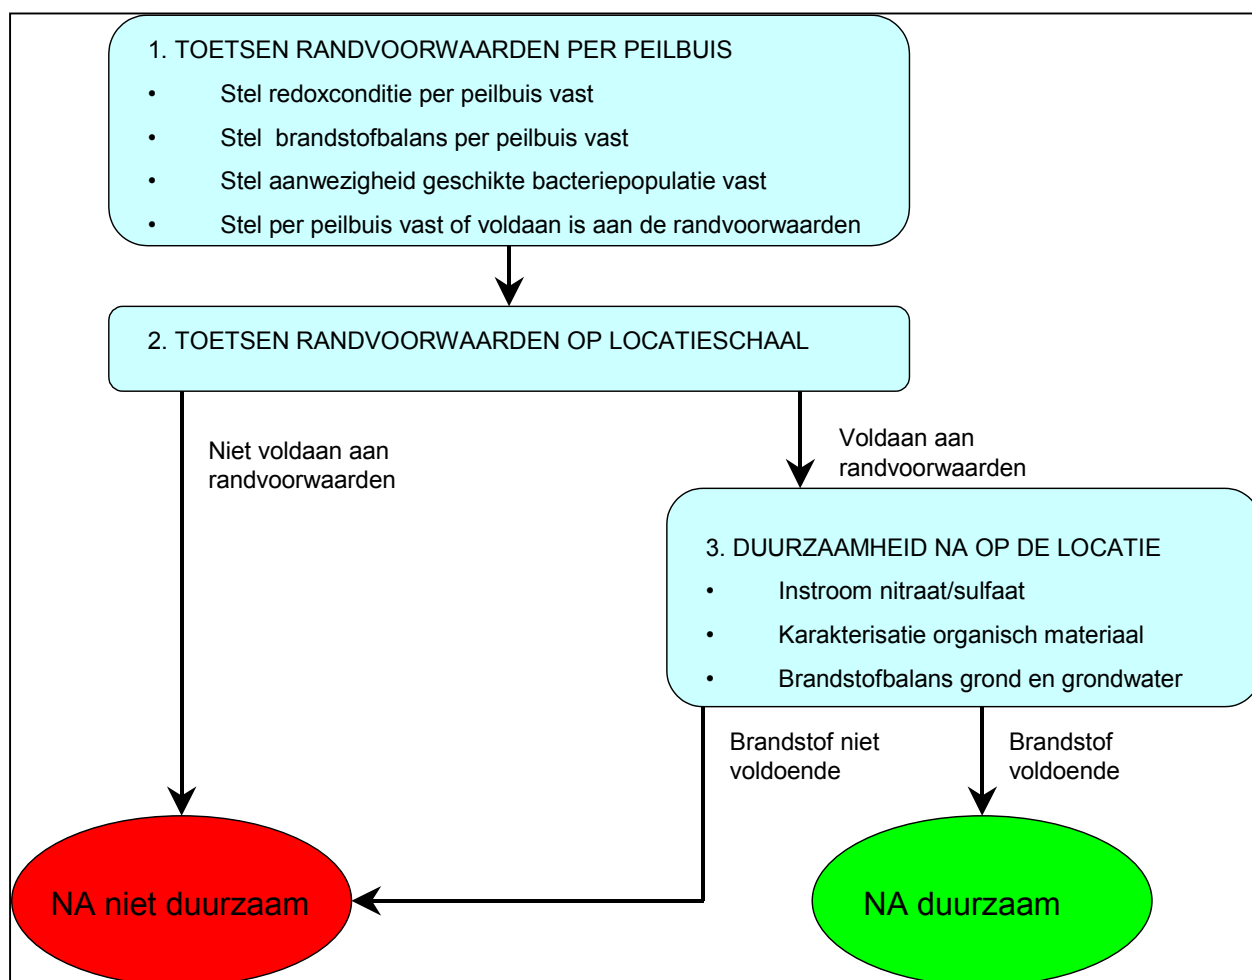 1. TOETSEN RANDVOORWAARDEN PER PEILBUIS
• Stel redoxconditie per peilbuis vast
• Stel brandstofbalans per peilbuis vast
• Stel aanwezigheid geschikte bacteriepopulatie vast
• Stel per peilbuis vast of voldaan is aan de randvoorwaarden
2. TOETSEN RANDVOORWAARDEN OP LOCATIESCHAAL
Niet voldaan aan
randvoorwaarden
Voldaan aan
randvoorwaarden
3. DUURZAAMHEID NA OP DE LOCATIE
• Instroom nitraat/sulfaat
• Karakterisatie organisch materiaal
• Brandstofbalans grond en grondwater
Brandstof niet
voldoende
Brandstof
voldoende
NA niet duurzaam
NA duurzaam